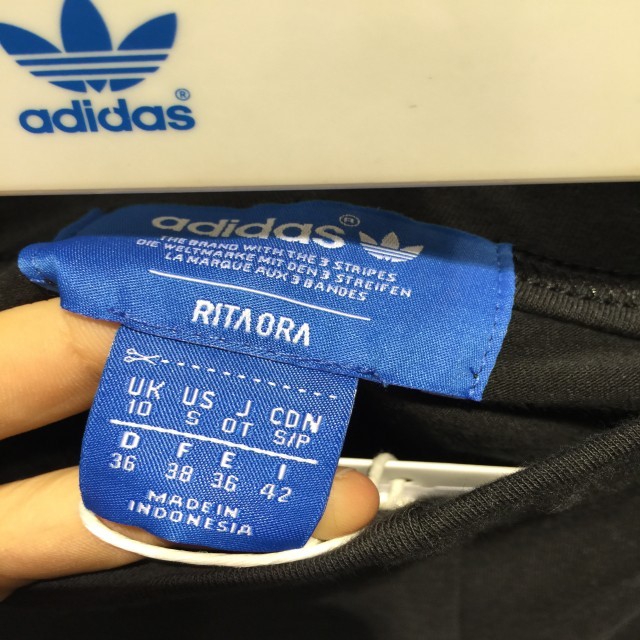 adidas®
adidas®
THE BRAND WITH THE 3 STRIPES
DIE WELTMARKE MIT DEN 3 STREIFEN
LA MARQUE AUX 3 BANDES
RITA ORA
UK US J CDN
10 S OT S/P
D F E I
36 38 36 42
MADE IN
INDONESIA